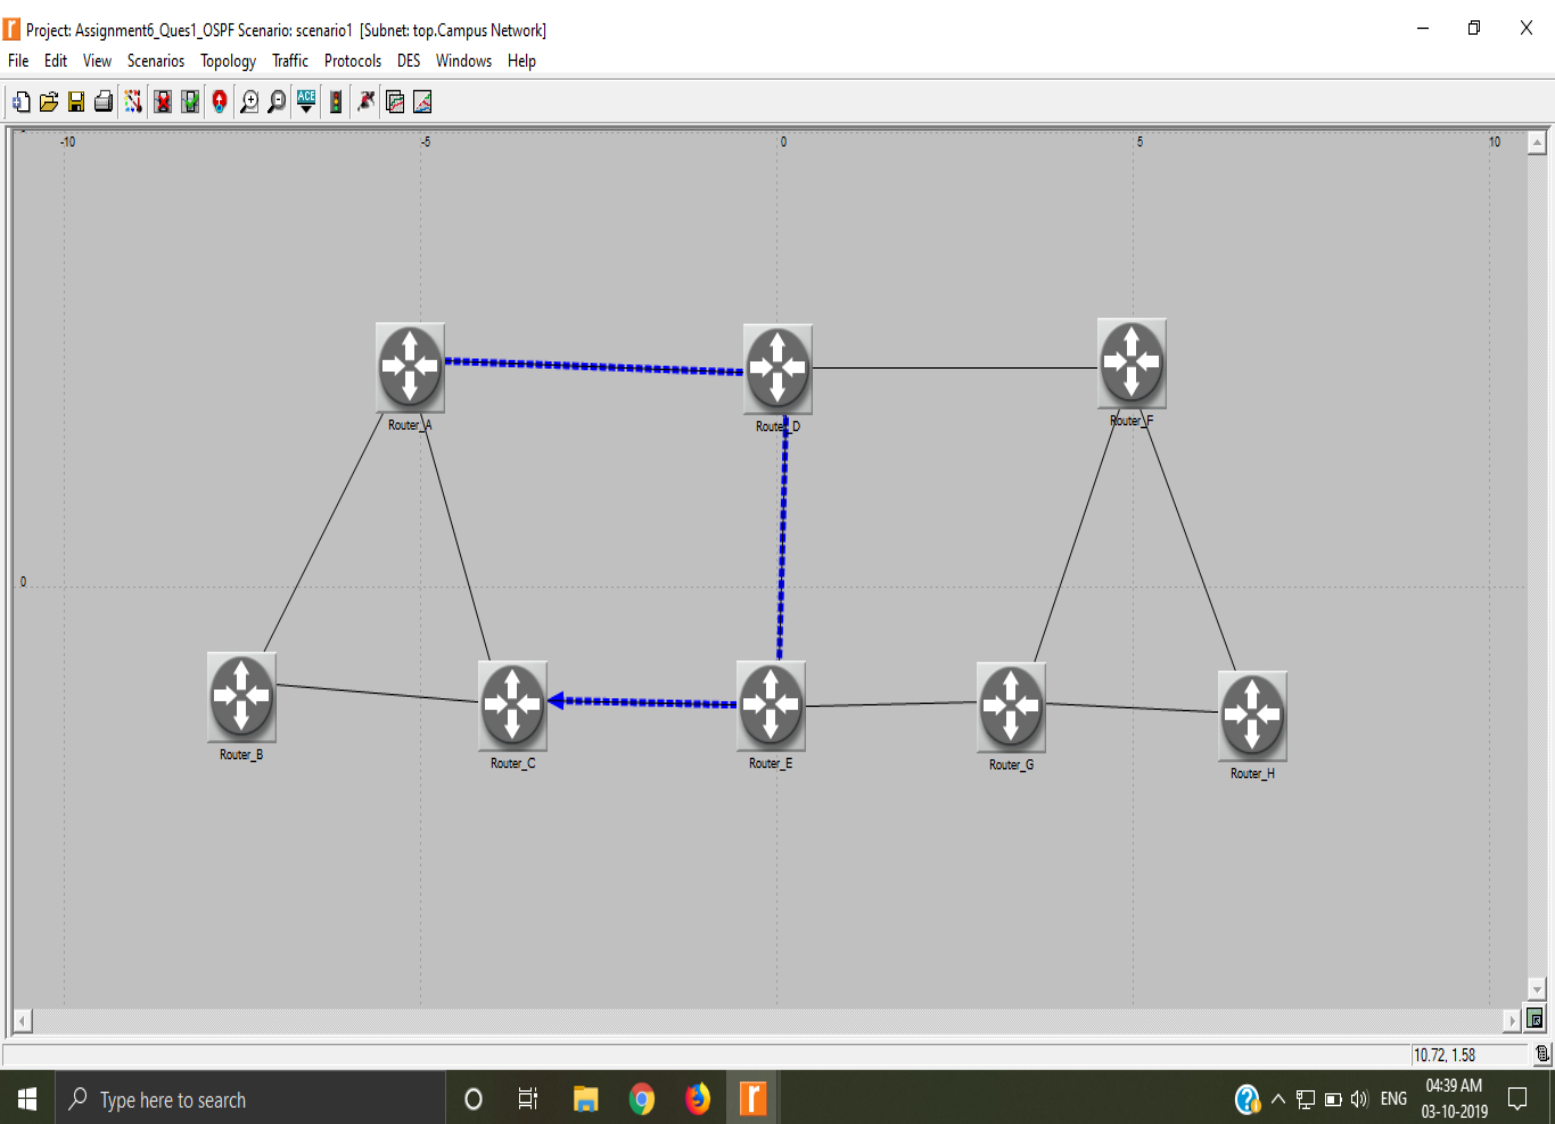 Project: Assignment6_Ques1_OSPF Scenario: scenario1 [Subnet: top.Campus Network]
File Edit View Scenarios Topology Traffic Protocols DES Windows Help
ACE
-10 -5 0 5 10
Router_A Router_D Router_F
0
Router_B Router_C Router_E Router_G Router_H
10.72, 1.58
Type here to search
ENG
04:39 AM
03-10-2019